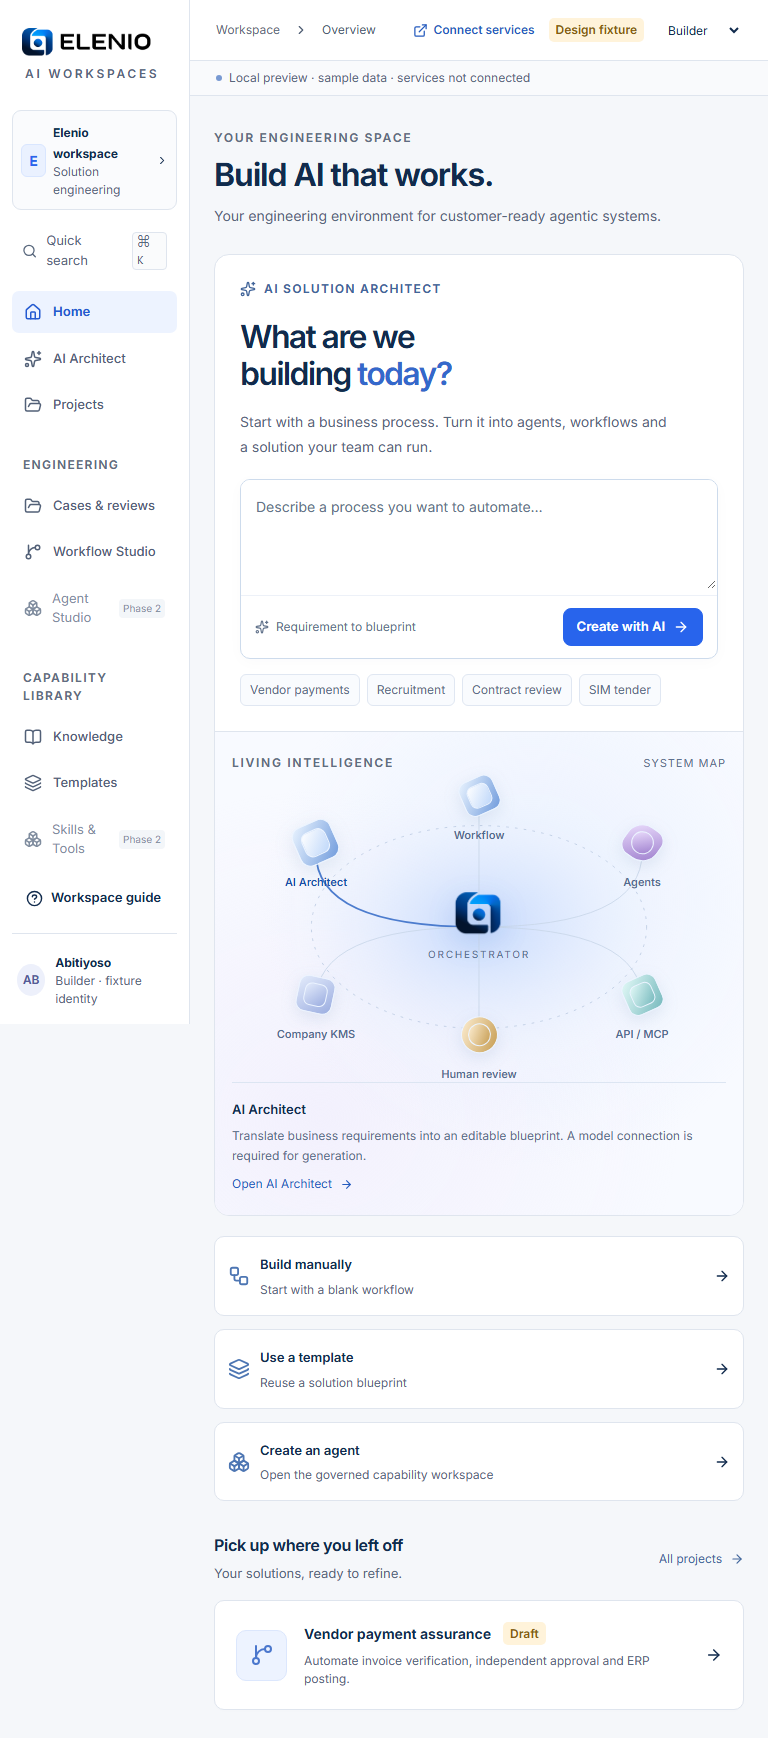 ELENIO
AI WORKSPACES
E
Elenio
workspace
Solution
engineering
Quick
search
⌘
K
Home
AI Architect
Projects
ENGINEERING
Cases & reviews
Workflow Studio
Agent
Studio
Phase 2
CAPABILITY
LIBRARY
Knowledge
Templates
Skills &
Tools
Phase 2
Workspace guide
AB
Abitiyoso
Builder · fixture
identity
Workspace > Overview
Connect services
Design fixture
Builder
Local preview · sample data · services not connected
YOUR ENGINEERING SPACE
Build AI that works.
Your engineering environment for customer-ready agentic systems.
AI SOLUTION ARCHITECT
What are we
building today?
Start with a business process. Turn it into agents, workflows and
a solution your team can run.
Describe a process you want to automate...
Requirement to blueprint
Create with AI →
Vendor payments
Recruitment
Contract review
SIM tender
LIVING INTELLIGENCE
SYSTEM MAP
Workflow
AI Architect
Agents
ORCHESTRATOR
Company KMS
API / MCP
Human review
AI Architect
Translate business requirements into an editable blueprint. A model connection is
required for generation.
Open AI Architect →
Build manually
Start with a blank workflow
Use a template
Reuse a solution blueprint
Create an agent
Open the governed capability workspace
Pick up where you left off
Your solutions, ready to refine.
All projects →
Vendor payment assurance
Draft
Automate invoice verification, independent approval and ERP
posting.